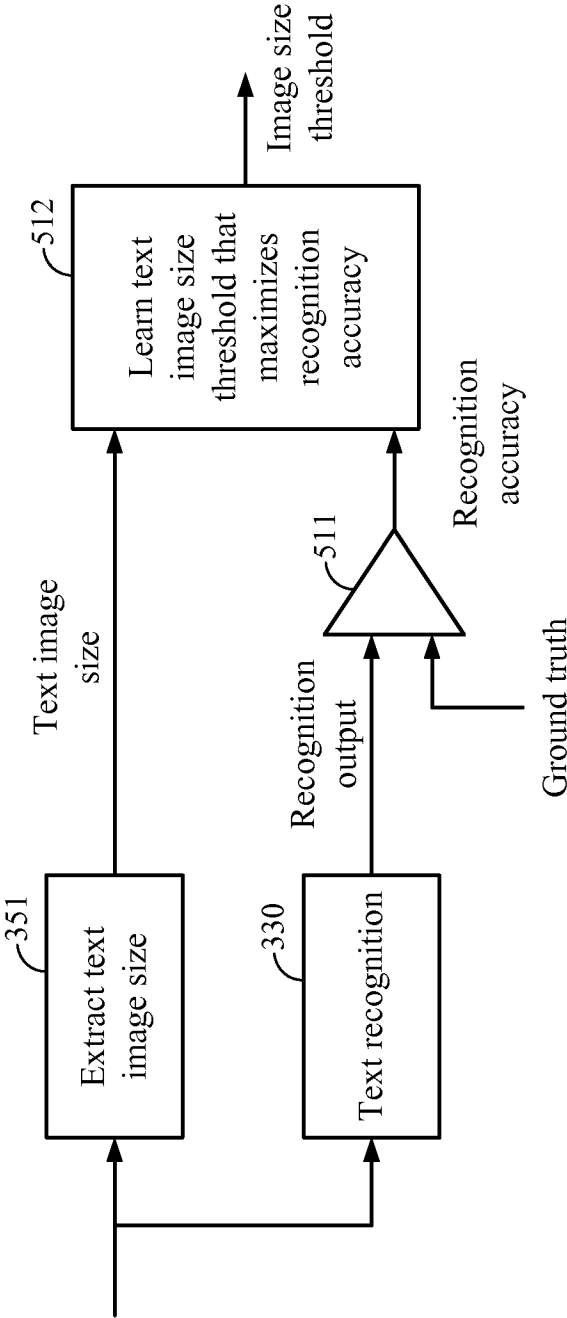 351
Extract text
image size
Text image
size
512
Learn text
image size
threshold that
maximizes
recognition
accuracy
Image size
threshold
330
Text recognition
Recognition
output
511
Ground truth
Recognition
accuracy